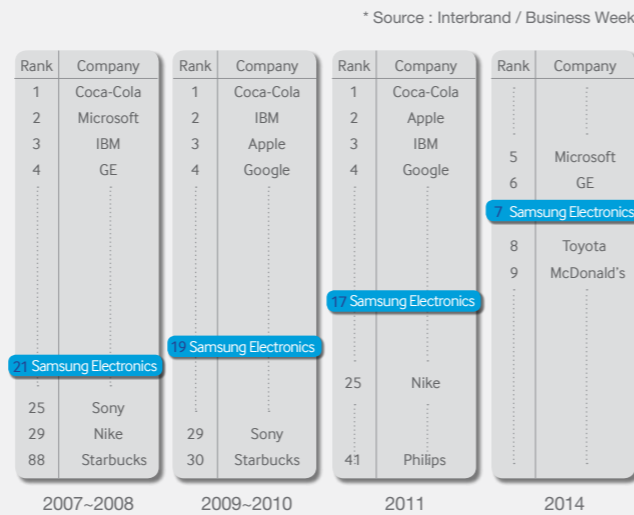 * Source : Interbrand / Business Week
Rank Company
1 Coca-Cola
2 Microsoft
3 IBM
4 GE
21 Samsung Electronics
25 Sony
29 Nike
88 Starbucks
2007~2008
Rank Company
1 Coca-Cola
2 IBM
3 Apple
4 Google
19 Samsung Electronics
29 Sony
30 Starbucks
2009~2010
Rank Company
1 Coca-Cola
2 Apple
3 IBM
4 Google
17 Samsung Electronics
25 Nike
41 Philips
2011
Rank Company
5 Microsoft
6 GE
7 Samsung Electronics
8 Toyota
9 McDonald's
2014